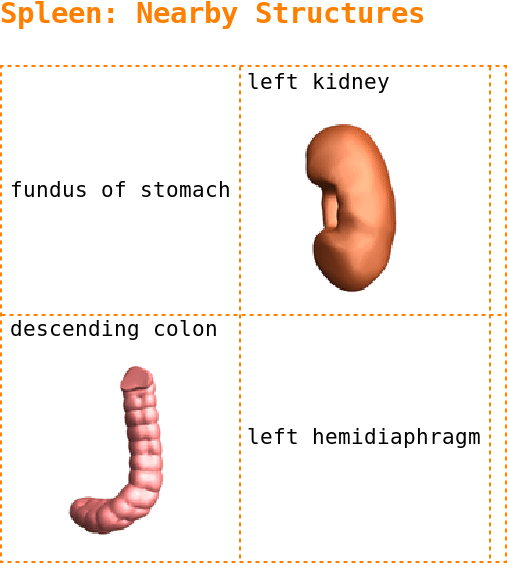 Spleen: Nearby Structures
fundus of stomach
left kidney
descending colon
left hemidiaphragm